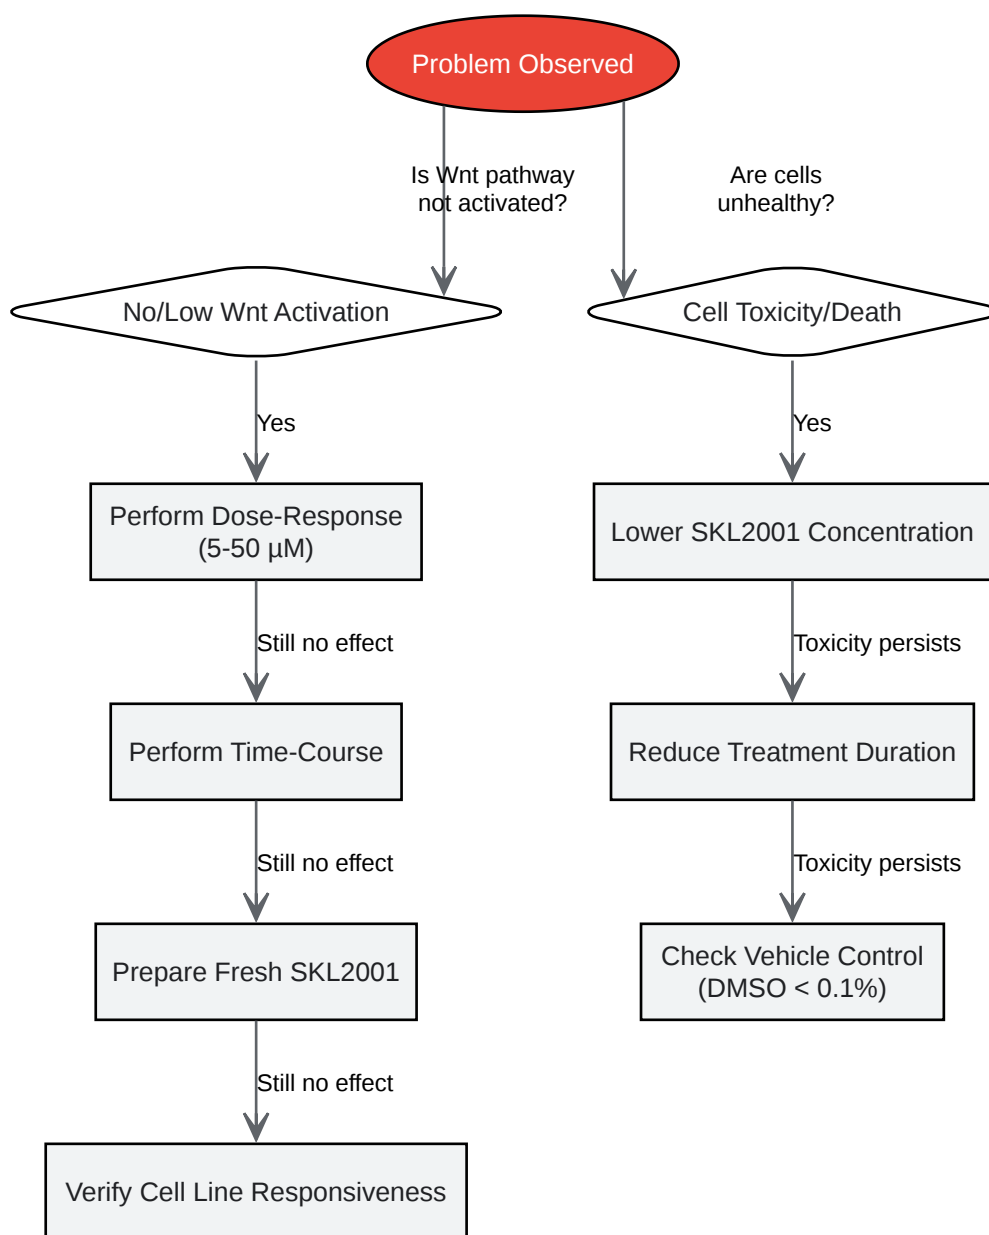 Problem Observed
Is Wnt pathway
not activated?
Are cells
unhealthy?
No/Low Wnt Activation
Cell Toxicity/Death
Yes
Yes
Perform Dose-Response
(5-50 µM)
Lower SKL2001 Concentration
Still no effect
Toxicity persists
Perform Time-Course
Reduce Treatment Duration
Still no effect
Toxicity persists
Prepare Fresh SKL2001
Check Vehicle Control
(DMSO < 0.1%)
Still no effect
Verify Cell Line Responsiveness